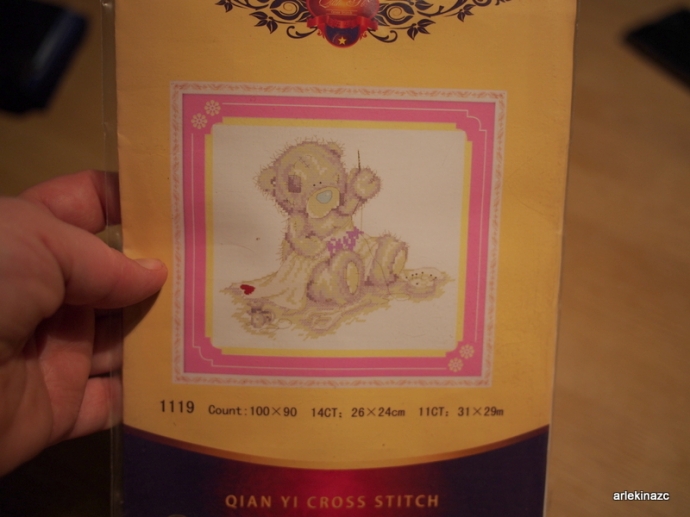 1119 Count:100×90 14CT: 26×24cm 11CT: 31×29m
QIAN YI CROSS STITCH
arlekinazc